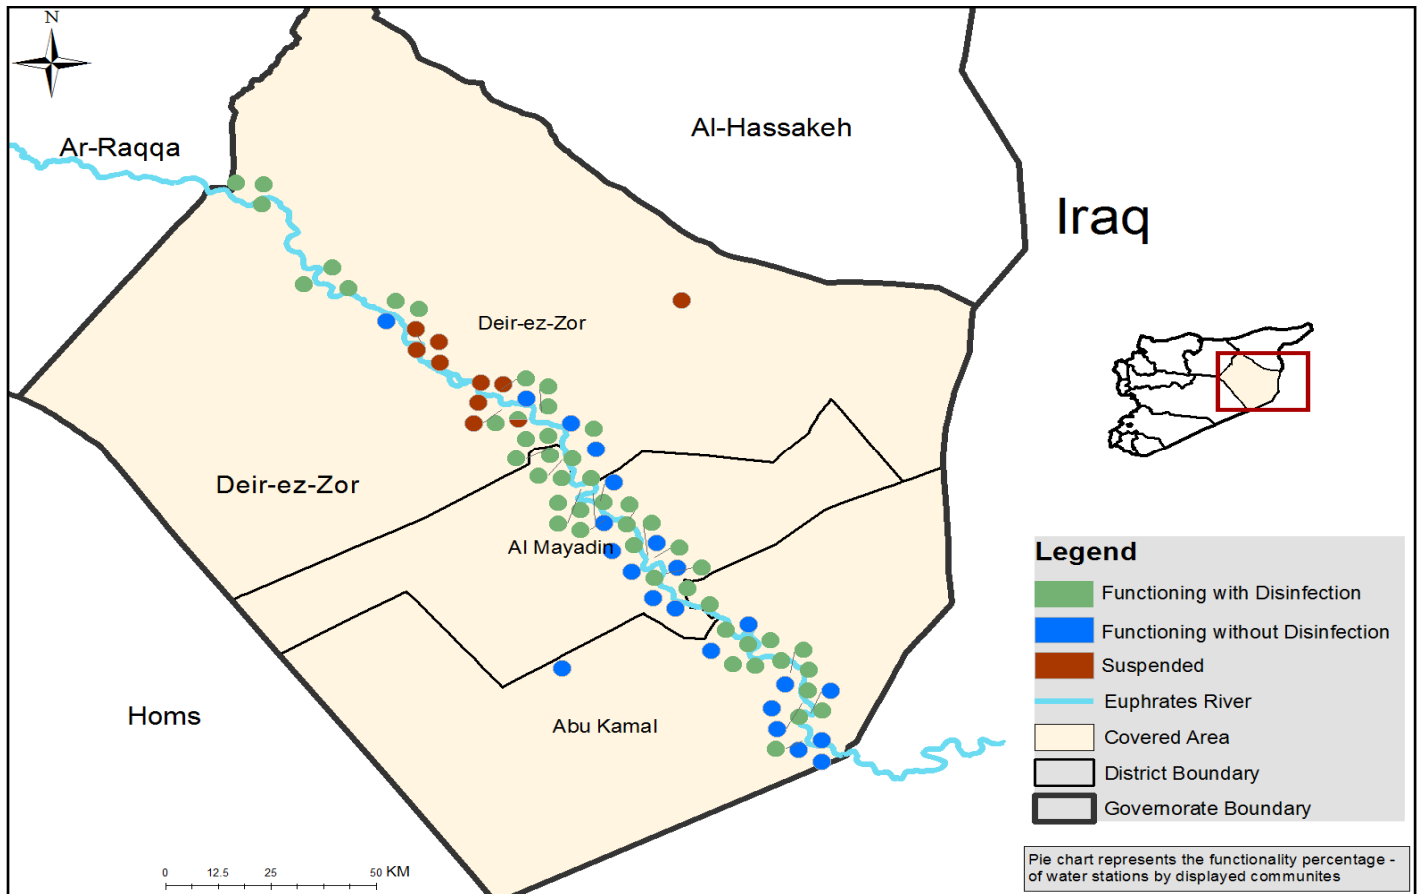 N
Ar-Raqqa
Al-Hassakeh
Iraq
Deir-ez-Zor
Deir-ez-Zor
Al Mayadin
Homs
Abu Kamal
0 12.5 25 50 KM
Legend
Functioning with Disinfection
Functioning without Disinfection
Suspended
Euphrates River
Covered Area
District Boundary
Governorate Boundary
Pie chart represents the functionality percentage -
of water stations by displayed communites